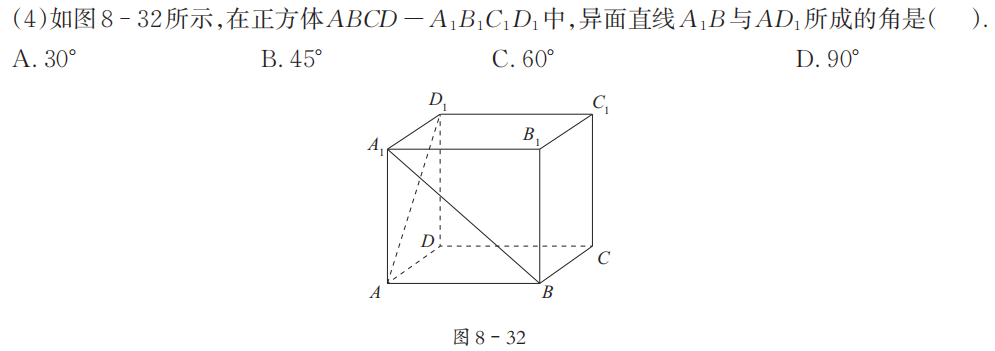 (4)如图8-32所示,在正方体ABCD－A₁B₁C₁D₁中,异面直线A₁B与AD₁所成的角是(　　).
A. 30°　　B. 45°　　C. 60°　　D. 90°
D₁　C₁
A₁　B₁
D　C
A　B
图8-32